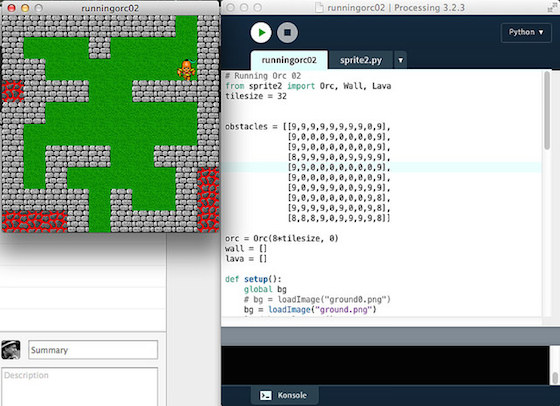 runningorc02
runningorc02 | Processing 3.2.3
Python ▾
runningorc02 sprite2.py ▾
# Running Orc 02
from sprite2 import Orc, Wall, Lava
tilesize = 32
obstacles = [[9,9,9,9,9,9,9,9,0,9],
[9,0,0,0,9,0,0,0,0,9],
[9,9,0,0,0,0,0,0,0,9],
[8,9,9,9,0,0,9,9,9,9],
[9,9,0,0,0,0,0,0,0,9],
[9,0,0,0,0,0,0,0,0,9],
[9,0,9,9,9,0,0,9,9,9],
[9,0,0,9,0,0,0,0,9,8],
[9,9,9,9,0,9,0,0,9,8],
[8,8,8,9,0,9,9,9,9,8]]
orc = Orc(8*tilesize, 0)
wall = []
lava = []
def setup():
global bg
# bg = loadImage("ground0.png")
bg = loadImage("ground.png")
Summary
Description
Konsole